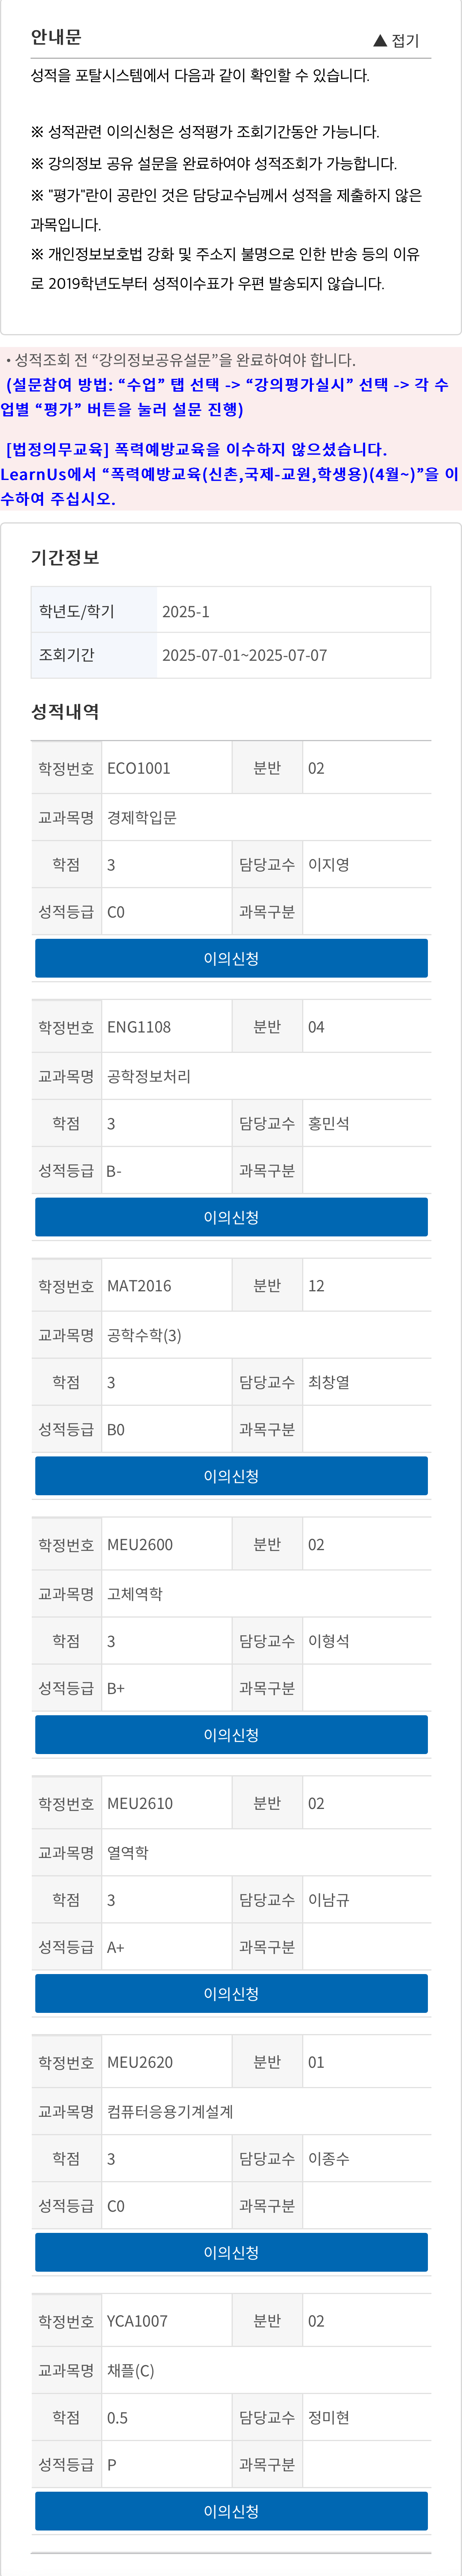 안내문
▲ 접기
성적을 포탈시스템에서 다음과 같이 확인할 수 있습니다.
※ 성적관련 이의신청은 성적평가 조회기간동안 가능니다.
※ 강의정보 공유 설문을 완료하여야 성적조회가 가능합니다.
※ "평가"란이 공란인 것은 담당교수님께서 성적을 제출하지 않은
과목입니다.
※ 개인정보보호법 강화 및 주소지 불명으로 인한 반송 등의 이유
로 2019학년도부터 성적이수표가 우편 발송되지 않습니다.
• 성적조회 전 “강의정보공유설문”을 완료하여야 합니다.
(설문참여 방법: “수업” 탭 선택 -> “강의평가실시” 선택 -> 각 수
업별 “평가” 버튼을 눌러 설문 진행)
[법정의무교육] 폭력예방교육을 이수하지 않으셨습니다.
LearnUs에서 “폭력예방교육(신촌,국제-교원,학생용)(4월~)”을 이
수하여 주십시오.
기간정보
학년도/학기 2025-1
조회기간 2025-07-01~2025-07-07
성적내역
학정번호 ECO1001 분반 02
교과목명 경제학입문
학점 3 담당교수 이지영
성적등급 C0 과목구분
이의신청
학정번호 ENG1108 분반 04
교과목명 공학정보처리
학점 3 담당교수 홍민석
성적등급 B- 과목구분
이의신청
학정번호 MAT2016 분반 12
교과목명 공학수학(3)
학점 3 담당교수 최창열
성적등급 B0 과목구분
이의신청
학정번호 MEU2600 분반 02
교과목명 고체역학
학점 3 담당교수 이형석
성적등급 B+ 과목구분
이의신청
학정번호 MEU2610 분반 02
교과목명 열역학
학점 3 담당교수 이남규
성적등급 A+ 과목구분
이의신청
학정번호 MEU2620 분반 01
교과목명 컴퓨터응용기계설계
학점 3 담당교수 이종수
성적등급 C0 과목구분
이의신청
학정번호 YCA1007 분반 02
교과목명 채플(C)
학점 0.5 담당교수 정미현
성적등급 P 과목구분
이의신청